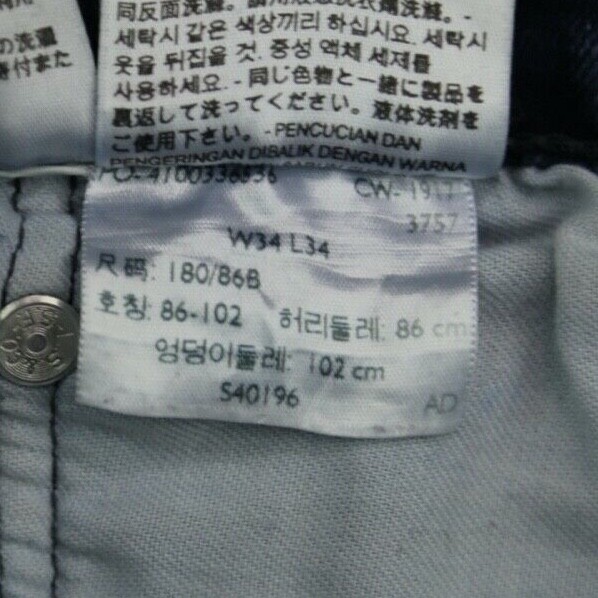 의 洗濯
付また
同反面洗滌。
세탁시 같은 색상끼리 하십시오. 세탁시
옷을 뒤집을 것. 중성 액체 세제를
사용하세요. - 同じ色物と一緒に製品を
裏返して洗ってください。液体洗剤を
ご使用下さい。- PENCUCIAN DAN
PENGERINGAN DIBALIK DENGAN WARNA
PO- 4100336836 CW- 1917
3757
W34 L34
尺码: 180/86B
호칭: 86-102 허리둘레: 86 cm
엉덩이둘레: 102 cm
S40196
AD